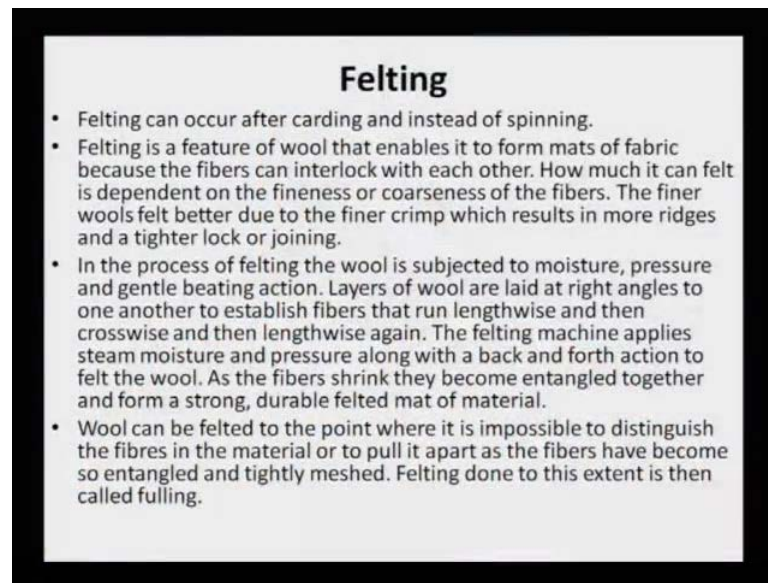 Felting
• Felting can occur after carding and instead of spinning.
• Felting is a feature of wool that enables it to form mats of fabric
because the fibers can interlock with each other. How much it can felt
is dependent on the fineness or coarseness of the fibers. The finer
wools felt better due to the finer crimp which results in more ridges
and a tighter lock or joining.
• In the process of felting the wool is subjected to moisture, pressure
and gentle beating action. Layers of wool are laid at right angles to
one another to establish fibers that run lengthwise and then
crosswise and then lengthwise again. The felting machine applies
steam moisture and pressure along with a back and forth action to
felt the wool. As the fibers shrink they become entangled together
and form a strong, durable felted mat of material.
• Wool can be felted to the point where it is impossible to distinguish
the fibres in the material or to pull it apart as the fibers have become
so entangled and tightly meshed. Felting done to this extent is then
called fulling.